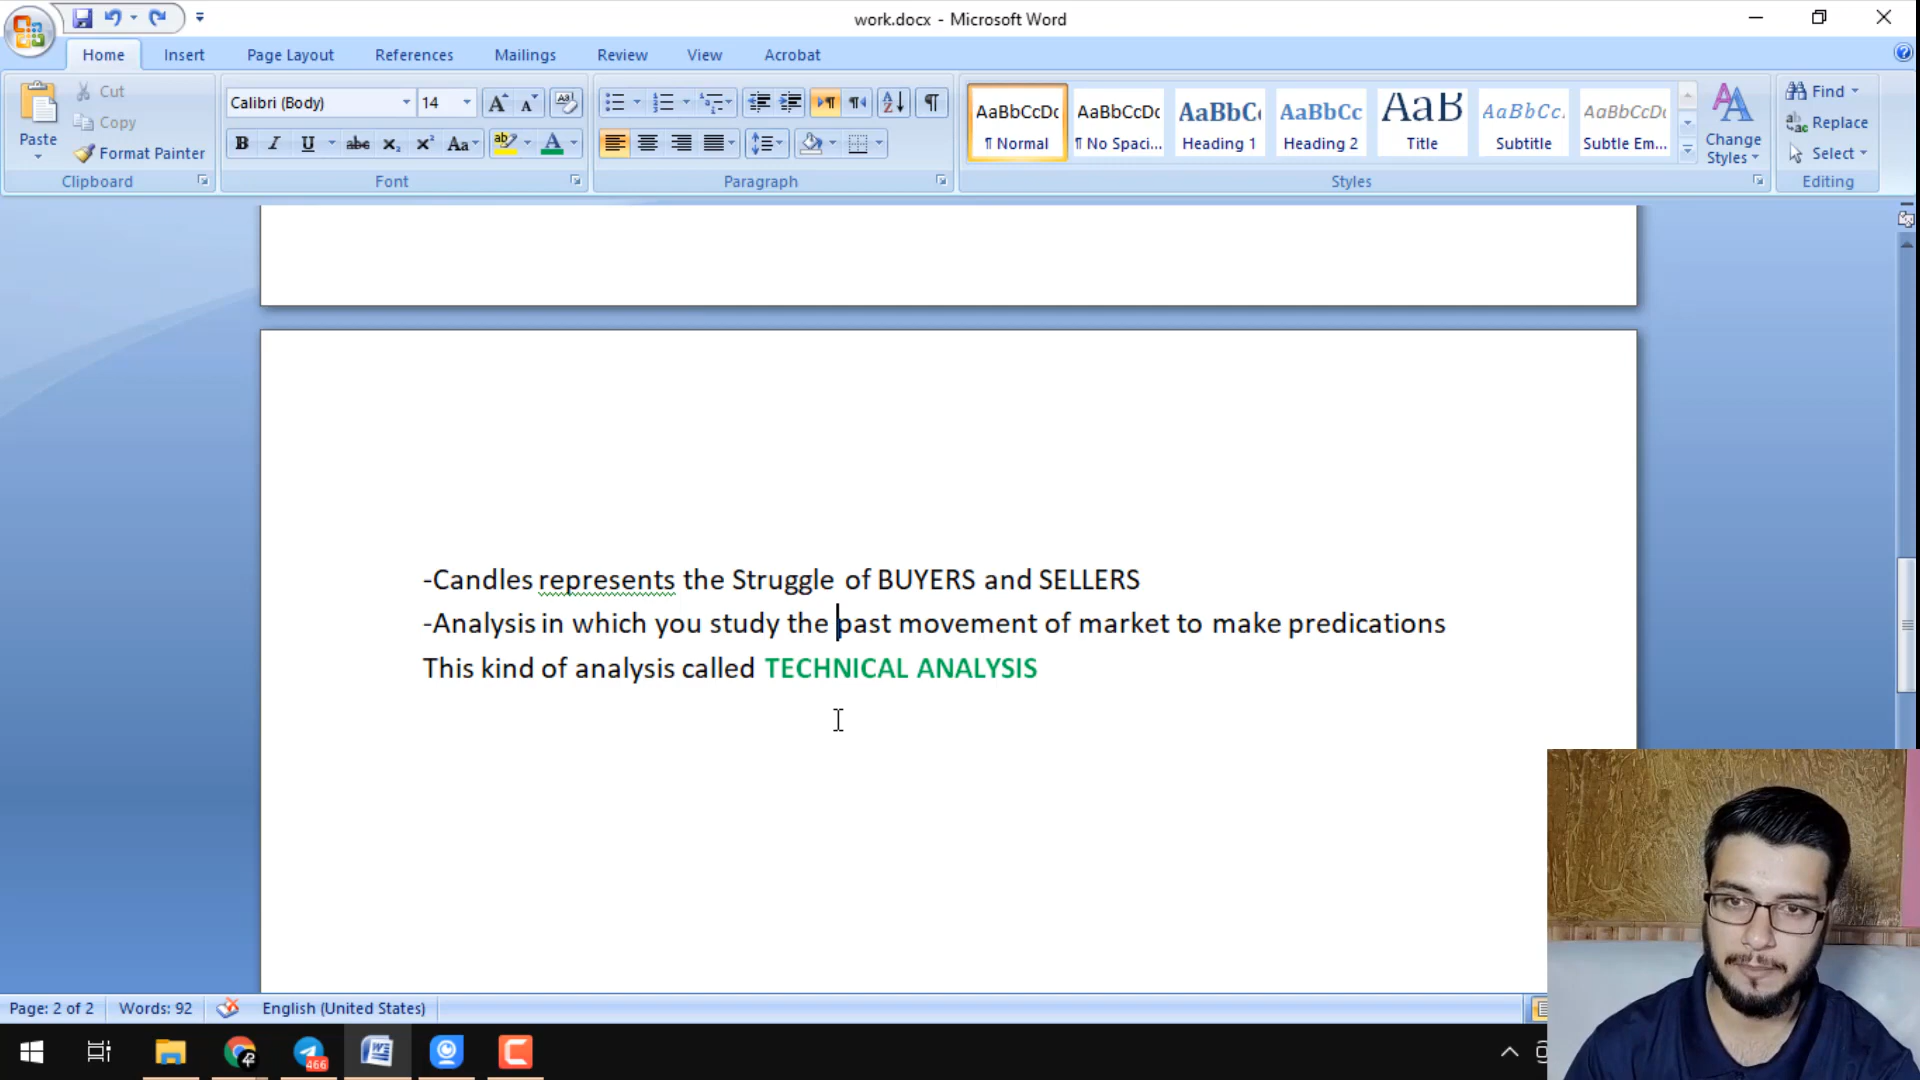 work.docx - Microsoft Word
Home Insert Page Layout References Mailings Review View Acrobat
Paste
Cut
Copy
Format Painter
Clipboard
Calibri (Body) 14
Font
Paragraph
AaBbCcDc AaBbCcDc AaBbC( AaBbCc AaB AaBbCc. AaBbCcDc
¶ Normal ¶ No Spaci... Heading 1 Heading 2 Title Subtitle Subtle Em...
Change
Styles
Styles
Find
Replace
Select
Editing
-Candles represents the Struggle of BUYERS and SELLERS
-Analysis in which you study the past movement of market to make predications
This kind of analysis called TECHNICAL ANALYSIS
Page: 2 of 2 Words: 92 English (United States)
466